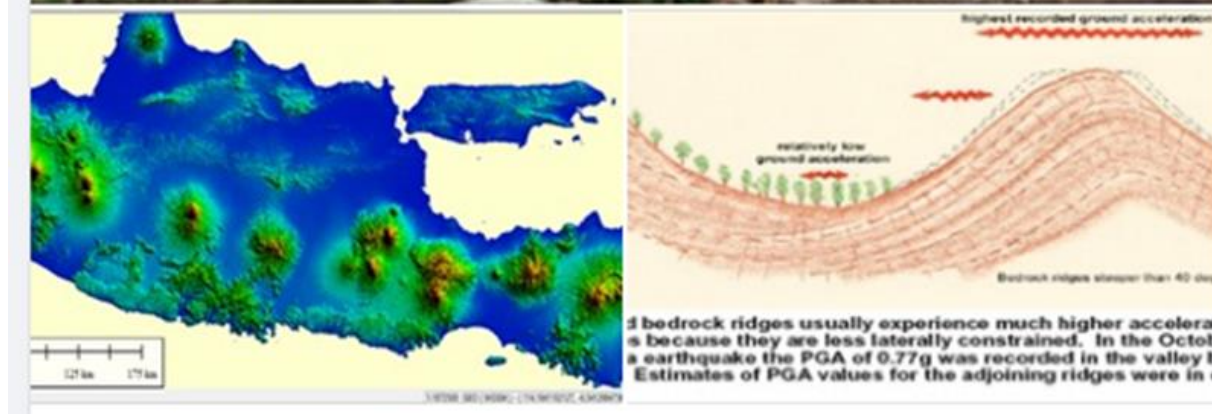 125 km
175 km
highest recorded ground acceleration
relatively low
ground acceleration
Bedrock ridges steeper than 40 de
d bedrock ridges usually experience much higher accelera
s because they are less laterally constrained. In the Octob
a earthquake the PGA of 0.77g was recorded in the valley
Estimates of PGA values for the adjoining ridges were in